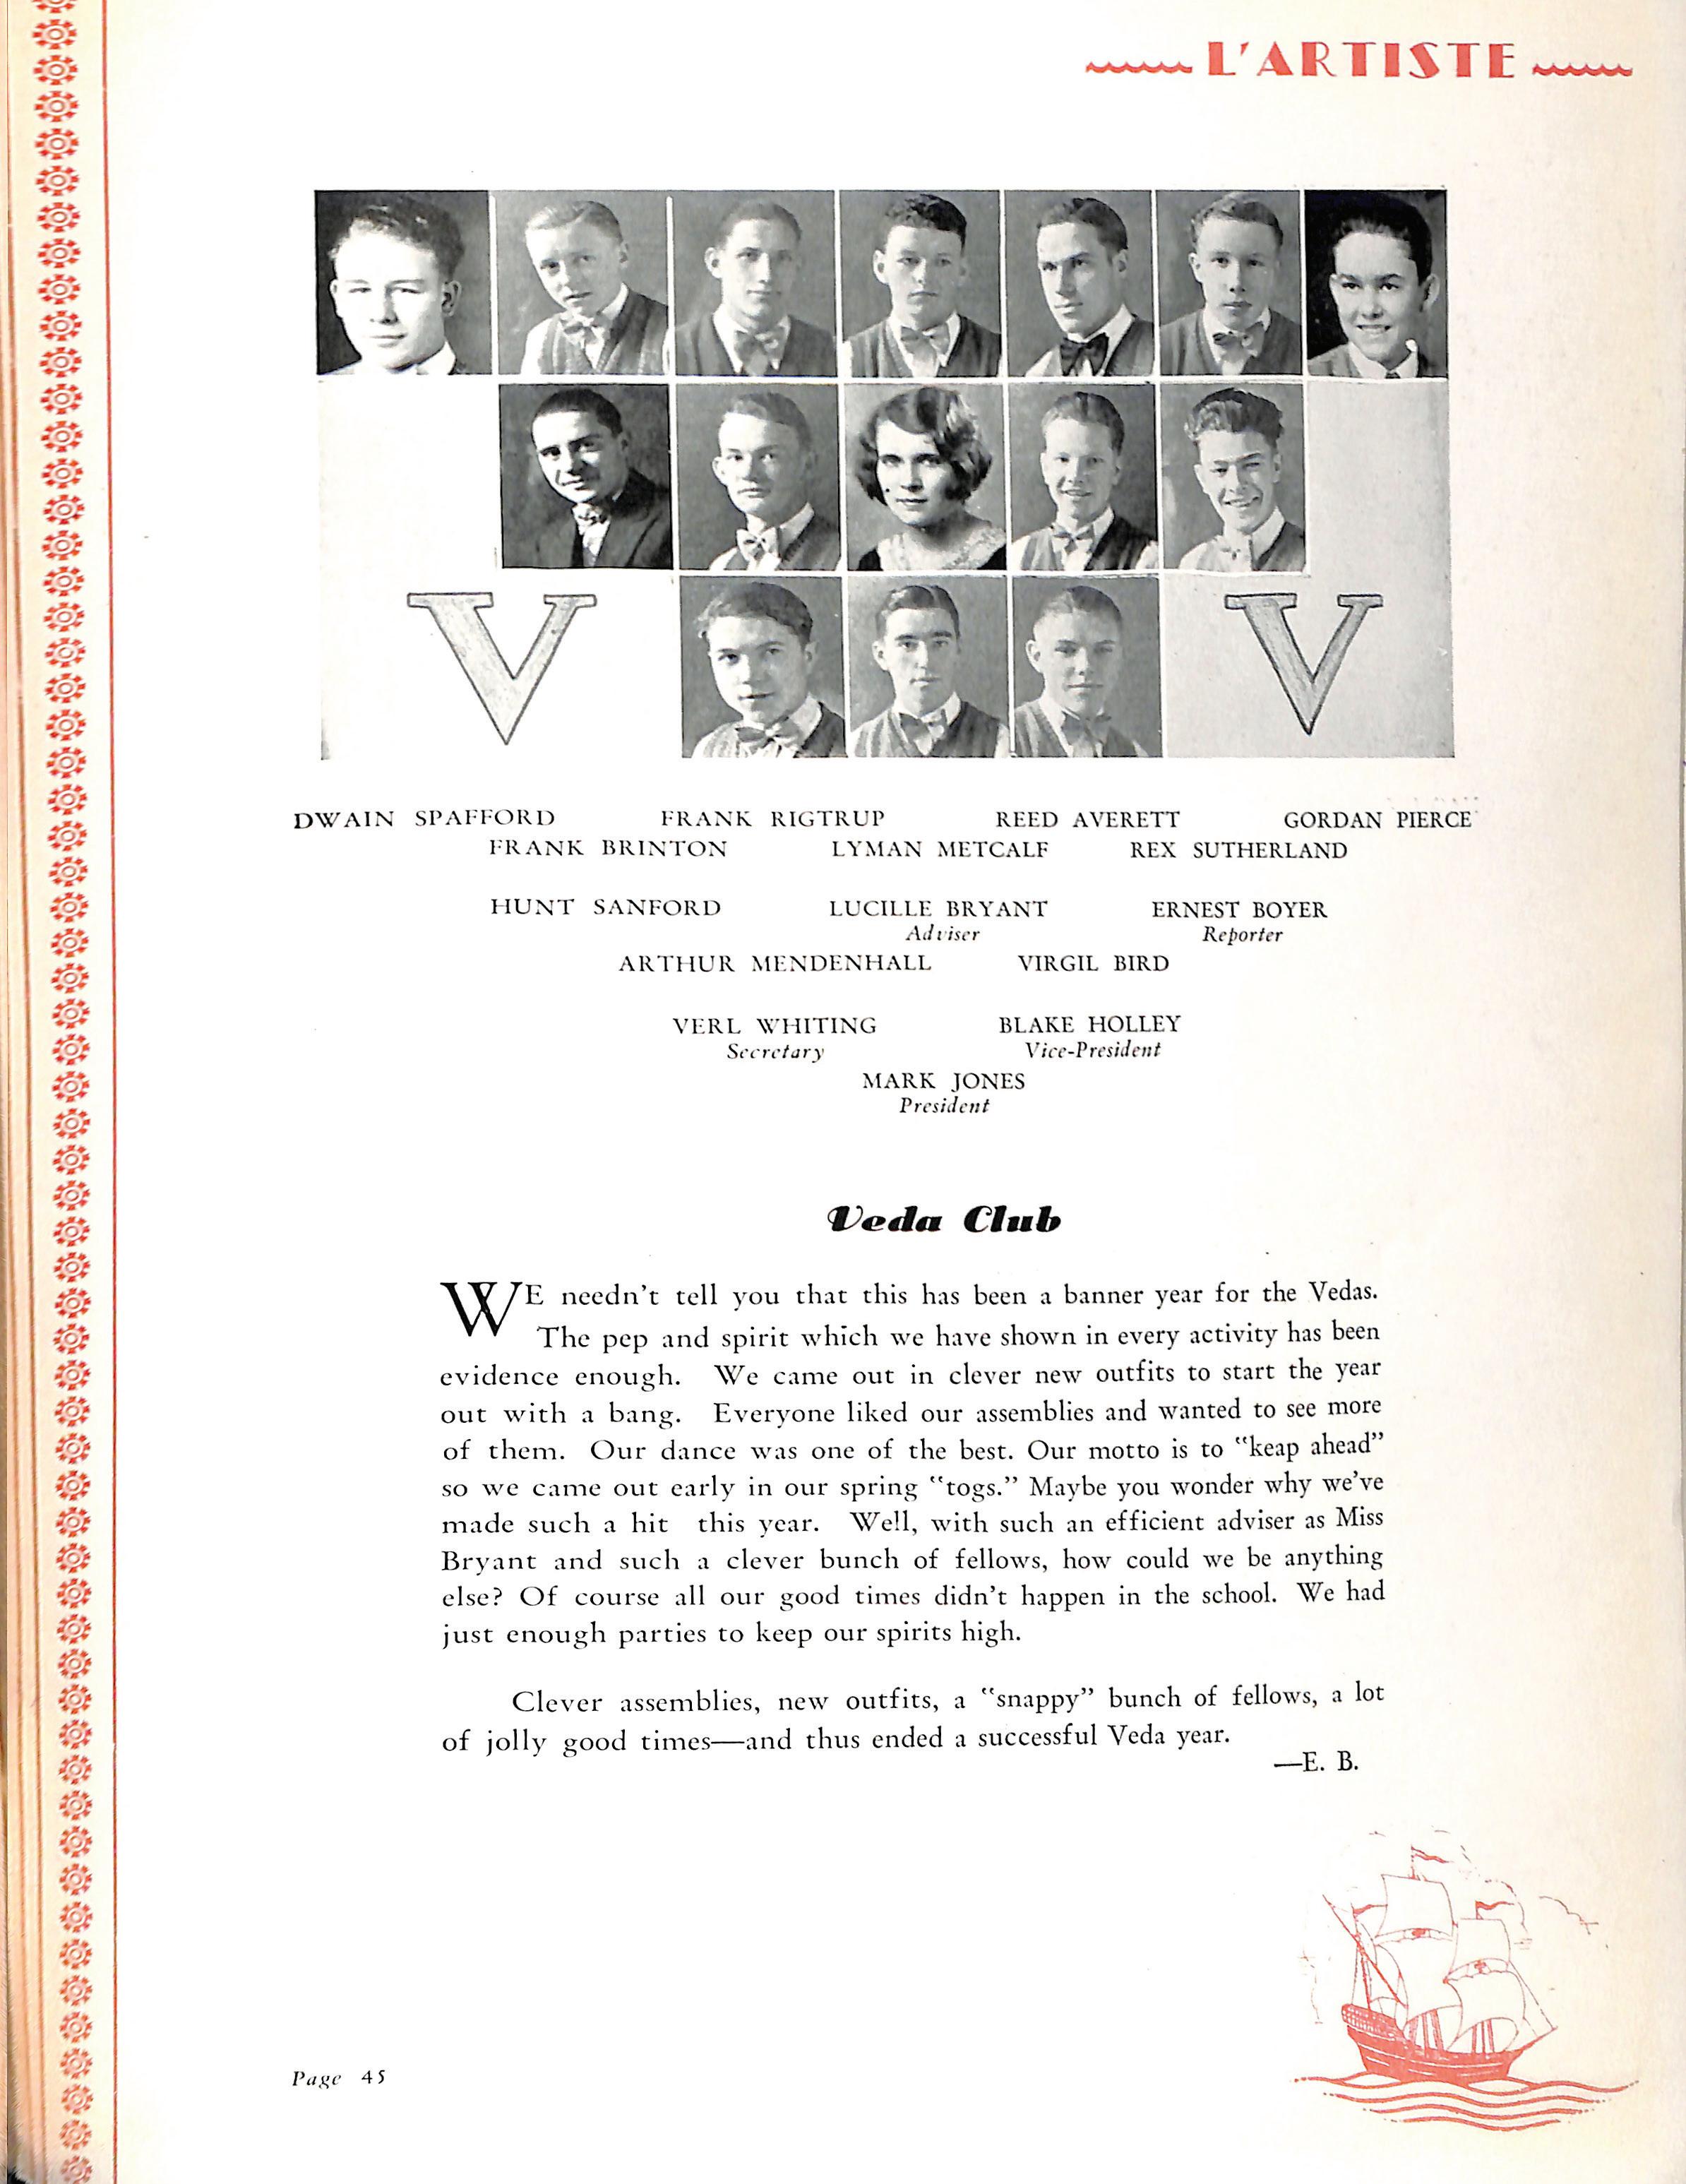 L'ARTISTE
V V
DWAIN SPAFFORD FRANK RIGTRUP REED AVERETT GORDAN PIERCE
FRANK BRINTON LYMAN METCALF REX SUTHERLAND
HUNT SANFORD LUCILLE BRYANT ERNEST BOYER
Adviser Reporter
ARTHUR MENDENHALL VIRGIL BIRD
VERL WHITING BLAKE HOLLEY
Secretary Vice-President
MARK JONES
President
Veda Club
WE needn't tell you that this has been a banner year for the Vedas.
The pep and spirit which we have shown in every activity has been
evidence enough. We came out in clever new outfits to start the year
out with a bang. Everyone liked our assemblies and wanted to see more
of them. Our dance was one of the best. Our motto is to "keap ahead"
so we came out early in our spring "togs." Maybe you wonder why we've
made such a hit this year. Well, with such an efficient adviser as Miss
Bryant and such a clever bunch of fellows, how could we be anything
else? Of course all our good times didn't happen in the school. We had
just enough parties to keep our spirits high.
Clever assemblies, new outfits, a "snappy" bunch of fellows, a lot
of jolly good times—and thus ended a successful Veda year.
—E. B.
Page 45